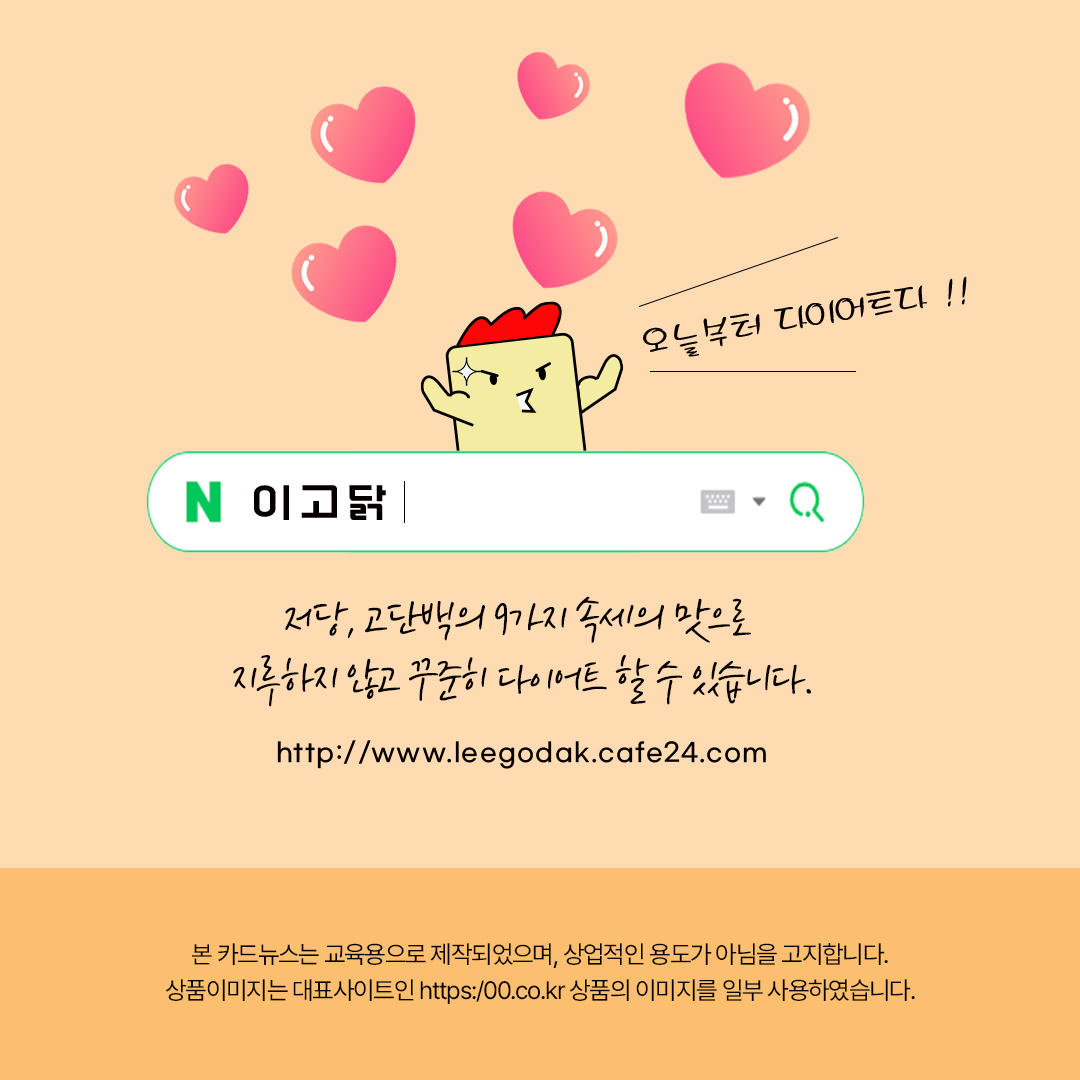 오늘부터 다이어트다 !!
N 이고닭
저당, 고단백의 9가지 속세의 맛으로
지루하지 않고 꾸준히 다이어트 할 수 있습니다.
http://www.leegodak.cafe24.com
본 카드뉴스는 교육용으로 제작되었으며, 상업적인 용도가 아님을 고지합니다.
상품이미지는 대표사이트인 https:/00.co.kr 상품의 이미지를 일부 사용하였습니다.